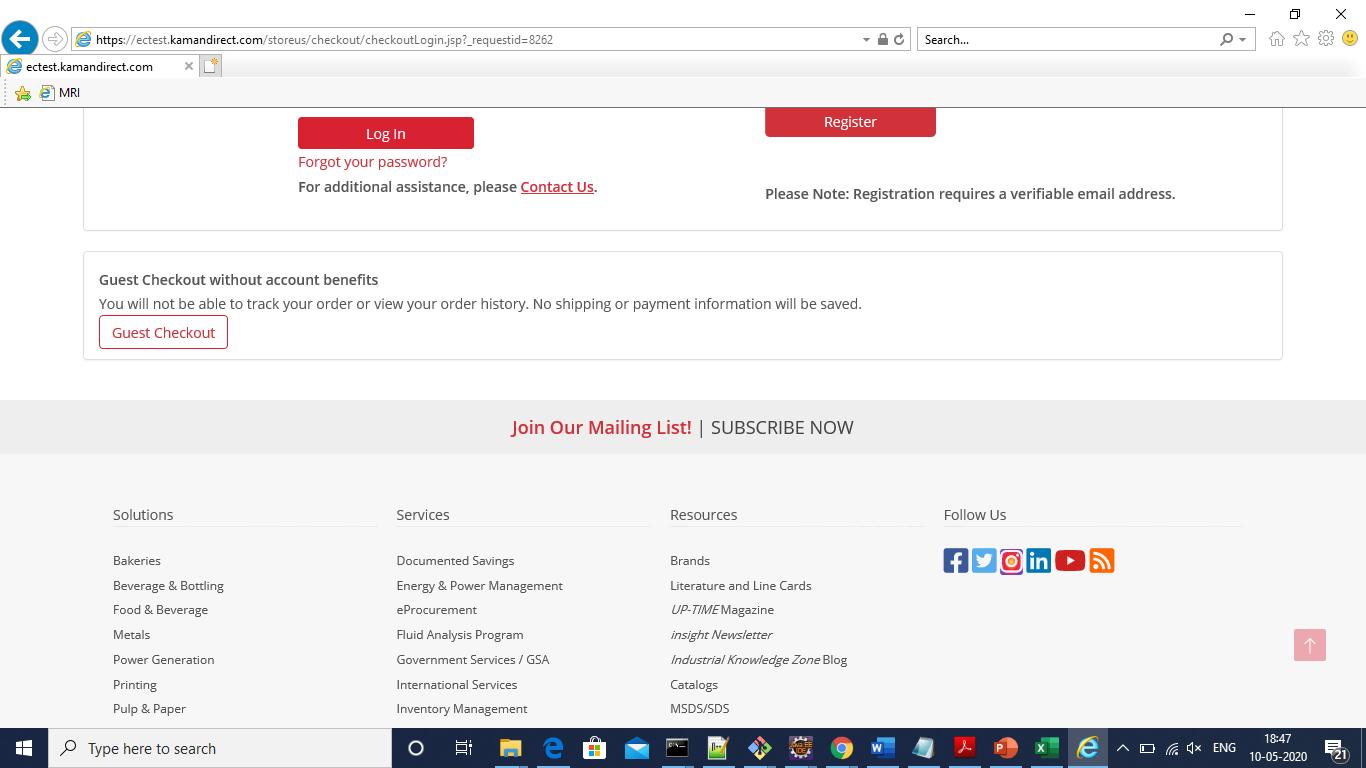 https://ectest.kamandirect.com/storeus/checkout/checkoutLogin.jsp?_requestid=8262
Search...
ectest.kamandirect.com
MRI
Log In
Register
Forgot your password?
For additional assistance, please Contact Us.
Please Note: Registration requires a verifiable email address.
Guest Checkout without account benefits
You will not be able to track your order or view your order history. No shipping or payment information will be saved.
Guest Checkout
Join Our Mailing List! | SUBSCRIBE NOW
Solutions
Bakeries
Beverage & Bottling
Food & Beverage
Metals
Power Generation
Printing
Pulp & Paper
Services
Documented Savings
Energy & Power Management
eProcurement
Fluid Analysis Program
Government Services / GSA
International Services
Inventory Management
Resources
Brands
Literature and Line Cards
UP-TIME Magazine
insight Newsletter
Industrial Knowledge Zone Blog
Catalogs
MSDS/SDS
Follow Us
Type here to search
ENG
18:47
10-05-2020
21